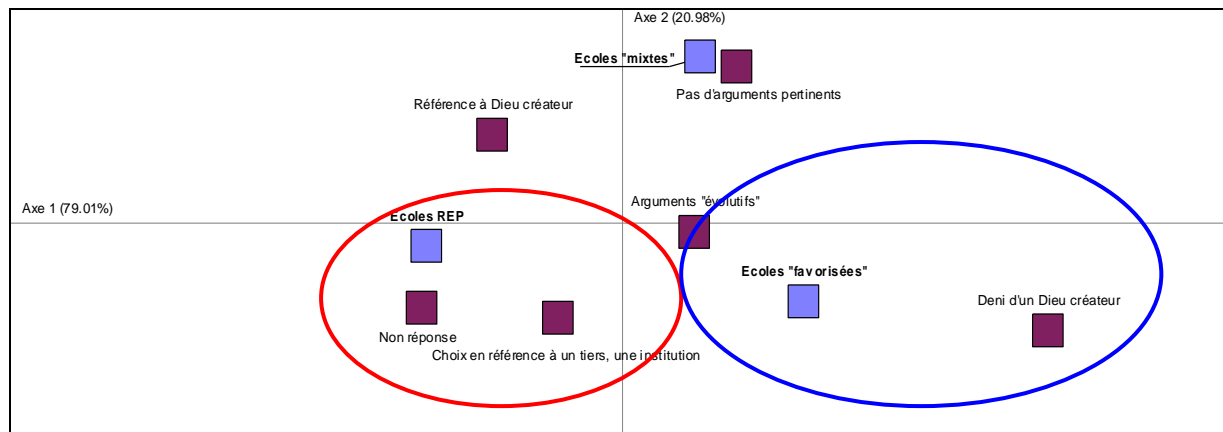 Axe 2 (20.98%)
Ecoles "mixtes"
Pas d'arguments pertinents
Référence à Dieu créateur
Axe 1 (79.01%)
Arguments "évolutifs"
Ecoles REP
Ecoles "favorisées"
Deni d'un Dieu créateur
Non réponse
Choix en référence à un tiers, une institution